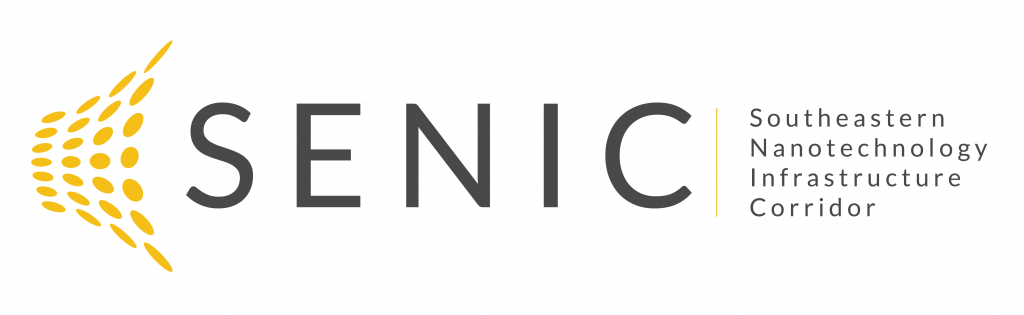 SENIC
Southeastern
Nanotechnology
Infrastructure
Corridor